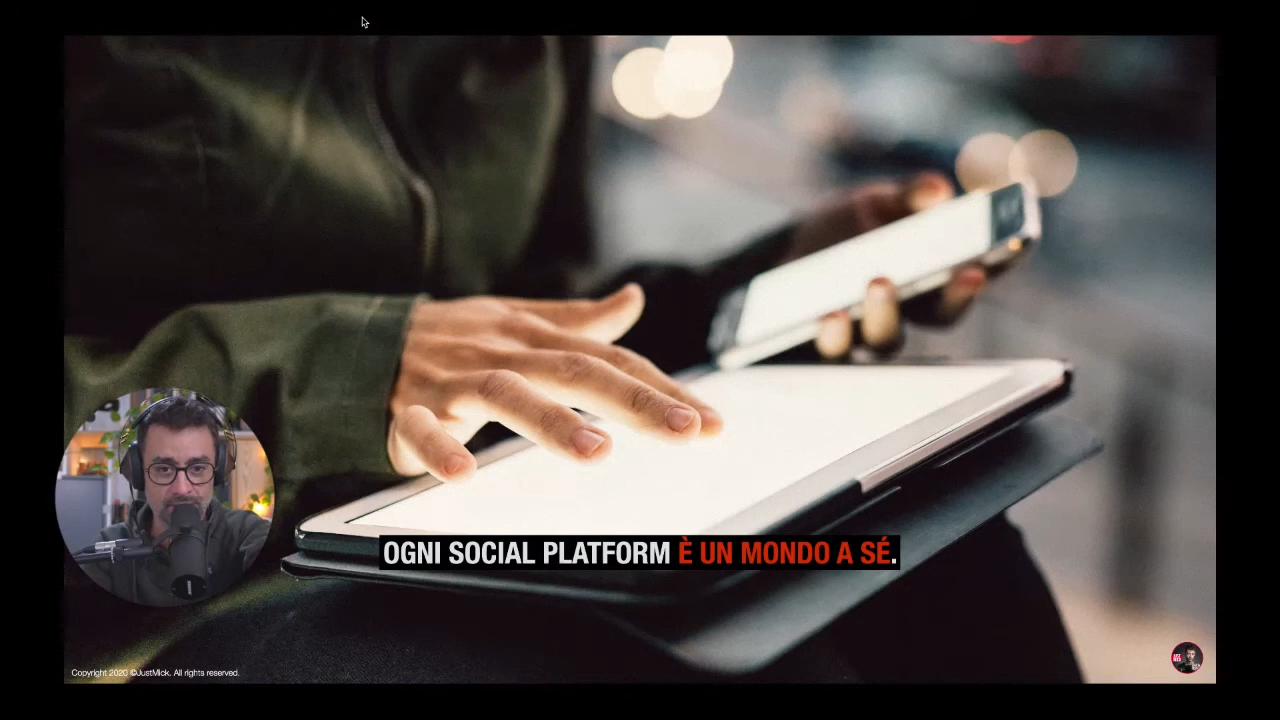 OGNI SOCIAL PLATFORM È UN MONDO A SÉ.
Copyright 2020 ©JustMick. All rights reserved.